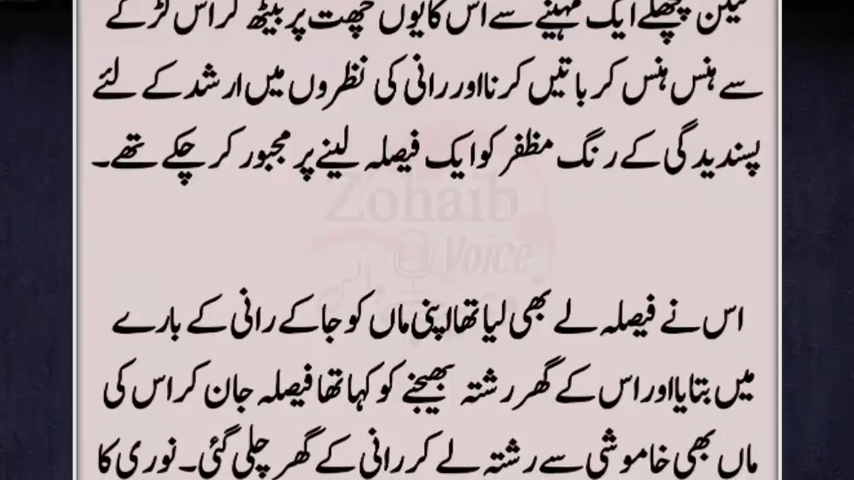 لیکن پچھلے ایک مہینے سے اس کا یوں چھت پر بیٹھ کر اس لڑکے
سے ہنس ہنس کر باتیں کرنا اور رانی کی نظروں میں ارشد کے لئے
پسندیدگی کے رنگ مظفر کو ایک فیصلہ لینے پر مجبور کر چکے تھے۔
Zohaib
Voice
اس نے فیصلہ لے بھی لیا تھا اپنی ماں کو جا کے رانی کے بارے
میں بتایا اور اس کے گھر رشتہ بھیجنے کو کہا تھا فیصلہ جان کر اس کی
ماں بھی خاموشی سے رشتہ لے کر رانی کے گھر چلی گئی۔ نوری کا